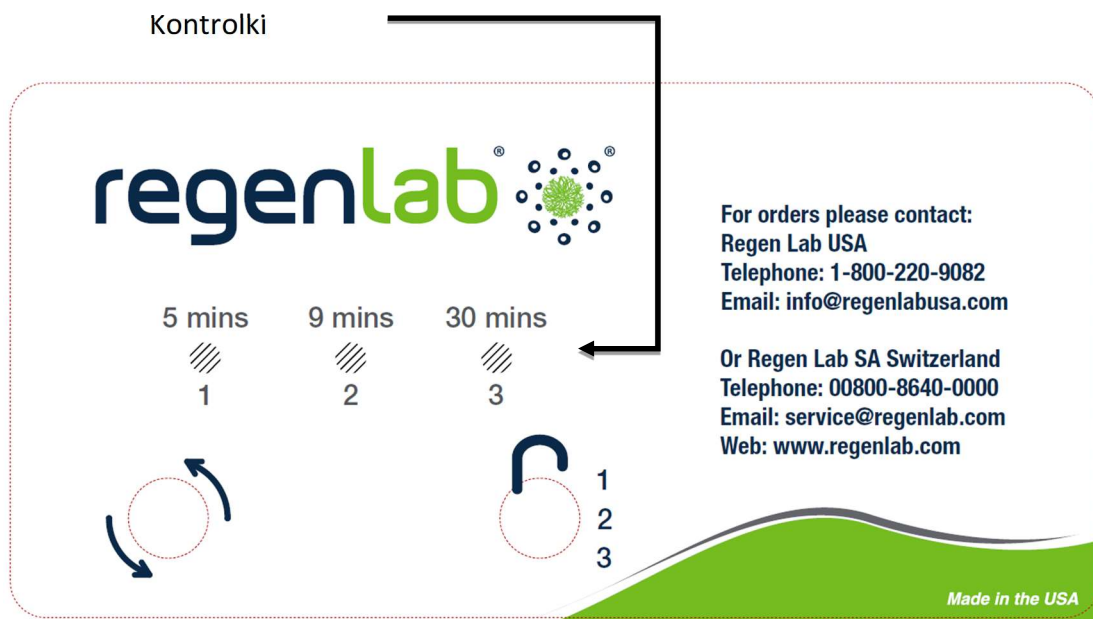 Kontrolki
regenlab® ®
5 mins 9 mins 30 mins
1 2 3
1
2
3
For orders please contact:
Regen Lab USA
Telephone: 1-800-220-9082
Email: info@regenlabusa.com
Or Regen Lab SA Switzerland
Telephone: 00800-8640-0000
Email: service@regenlab.com
Web: www.regenlab.com
Made in the USA